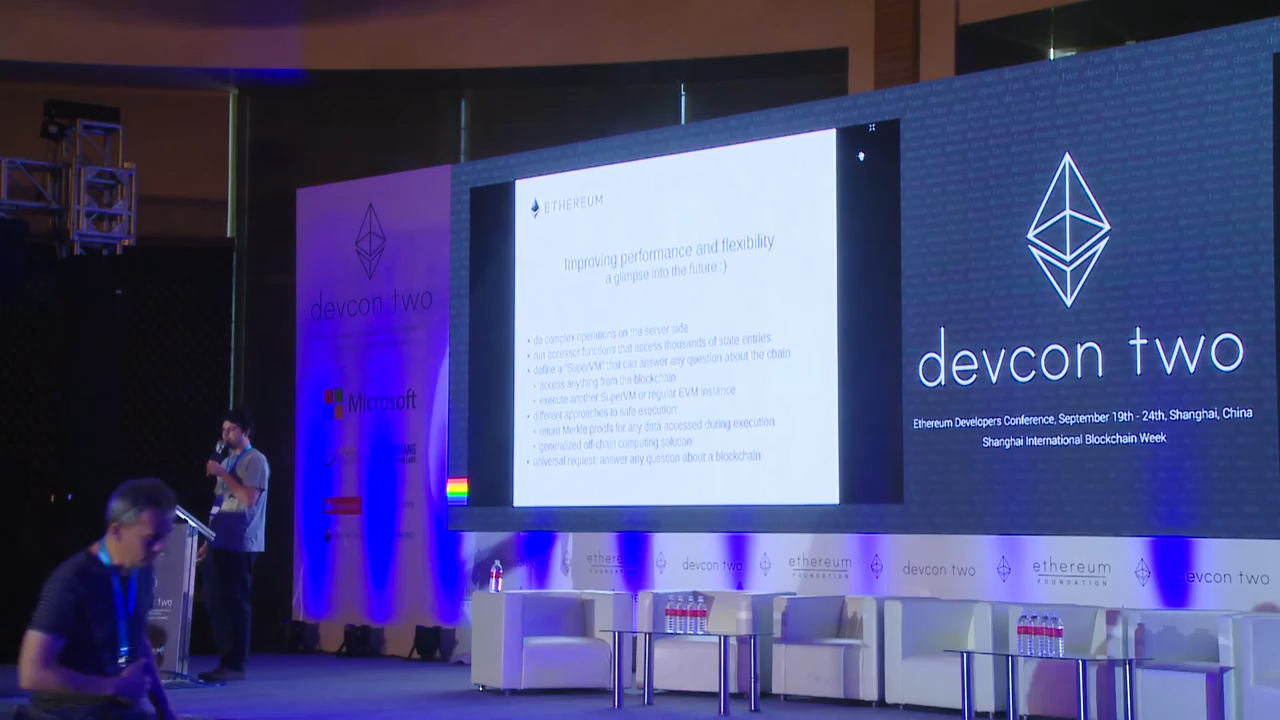 ETHEREUM
Improving performance and flexibility
a glimpse into the future :)
• do complex operations on the server side
• run accessor functions that access thousands of state entries
• define a "SuperVM" that can answer any question about the chain
• access anything from the blockchain
• execute another SuperVM or regular EVM instance
• different approaches to safe execution:
• return Merkle proofs for any data accessed during execution
• generalized off-chain computing solution
• universal request: answer any question about a blockchain
devcon two
Ethereum Developers Conference, September 19th - 24th, Shanghai, China
Shanghai International Blockchain Week
devcon two
Microsoft
devcon two
ethereum
FOUNDATION
devcon two
ethereum
FOUNDATION
devcon two
ethereum
FOUNDATION
devcon two